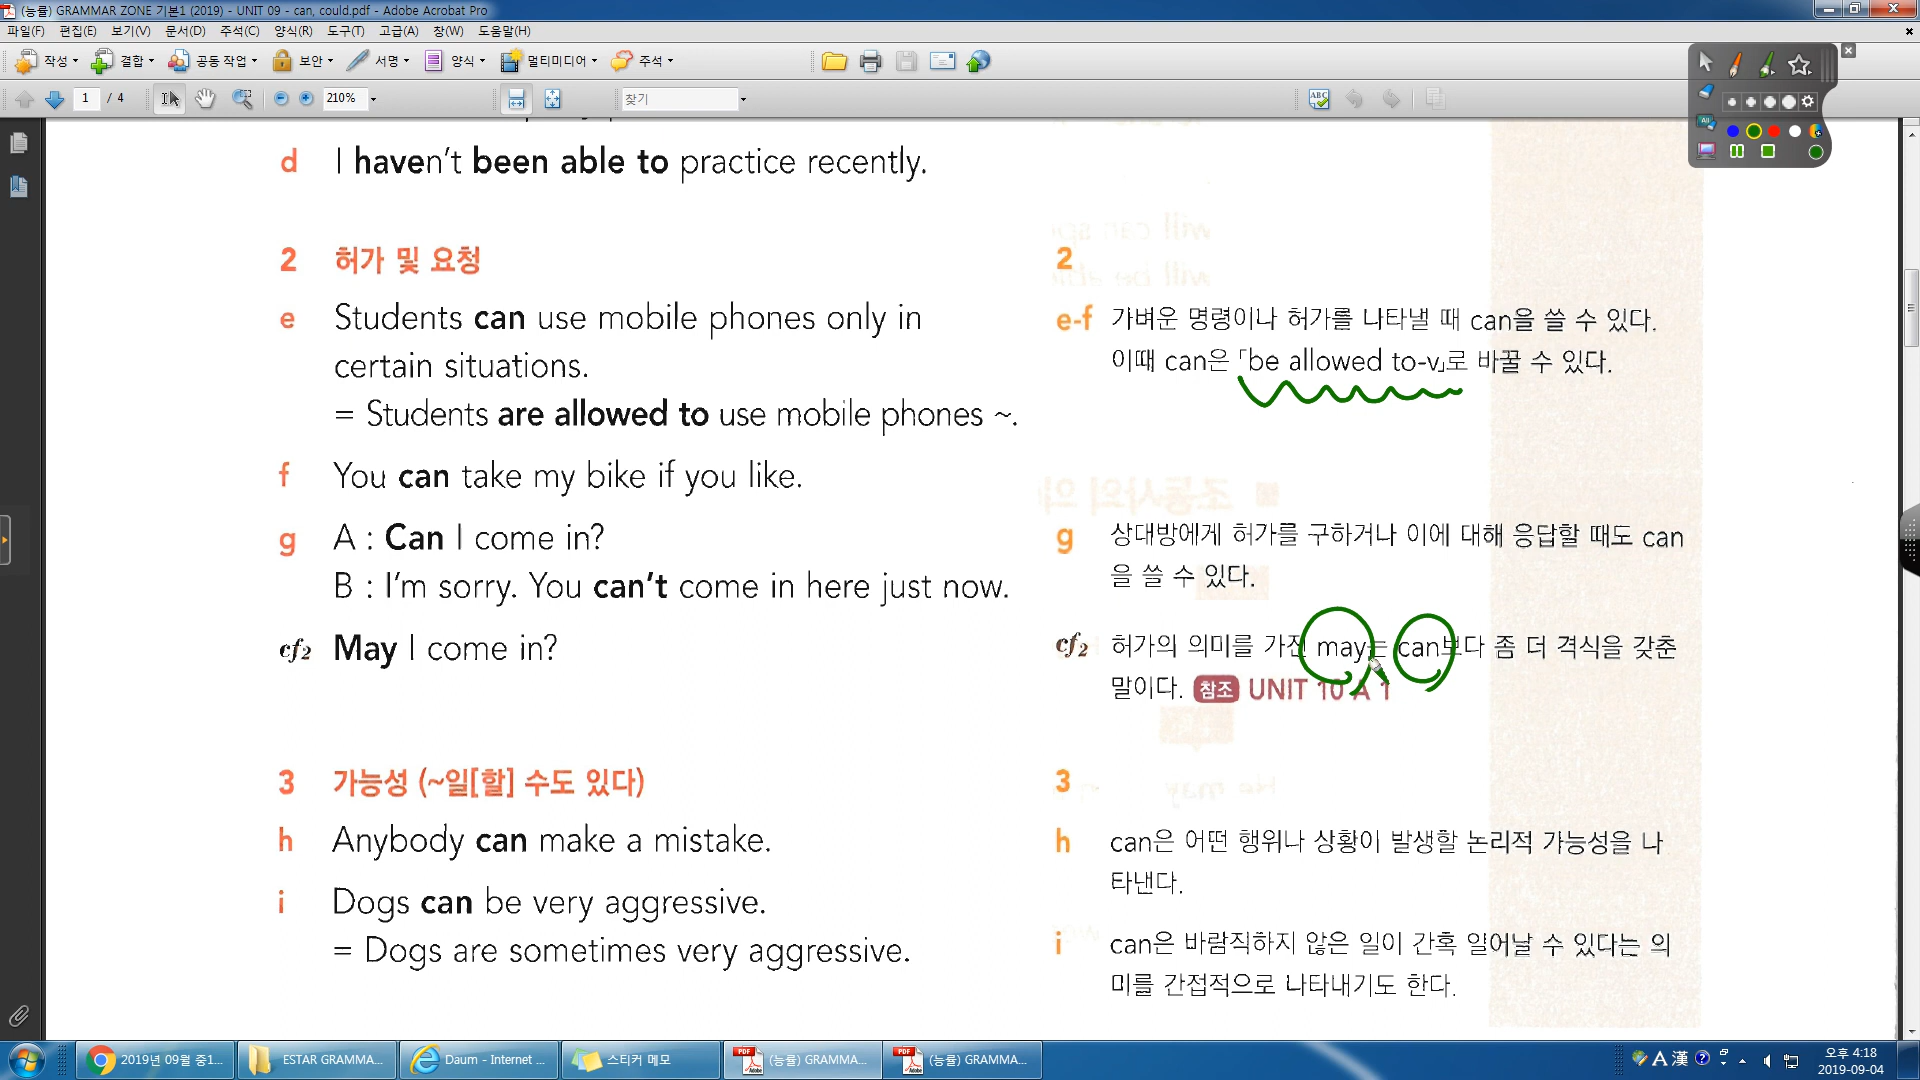 (능률) GRAMMAR ZONE 기본1 (2019) - UNIT 09 - can, could.pdf - Adobe Acrobat Pro
파일(F) 편집(E) 보기(V) 문서(D) 주석(C) 양식(R) 도구(T) 고급(A) 창(W) 도움말(H)
작성 결합 공동 작업 보안 서명 양식 멀티미디어 주석
1 / 4 210% 찾기
d I haven't been able to practice recently.
2 허가 및 요청
e Students can use mobile phones only in
certain situations.
= Students are allowed to use mobile phones ~.
f You can take my bike if you like.
g A : Can I come in?
B : I'm sorry. You can't come in here just now.
cf2 May I come in?
3 가능성 (~일[할] 수도 있다)
h Anybody can make a mistake.
i Dogs can be very aggressive.
= Dogs are sometimes very aggressive.
2
e-f 가벼운 명령이나 허가를 나타낼 때 can을 쓸 수 있다.
이때 can은 「be allowed to-v」로 바꿀 수 있다.
g 상대방에게 허가를 구하거나 이에 대해 응답할 때도 can
을 쓸 수 있다.
cf2 허가의 의미를 가진 may는 can보다 좀 더 격식을 갖춘
말이다. 참조 UNIT 10 A 1
3
h can은 어떤 행위나 상황이 발생할 논리적 가능성을 나
타낸다.
i can은 바람직하지 않은 일이 간혹 일어날 수 있다는 의
미를 간접적으로 나타내기도 한다.
2019년 09월 중1... ESTAR GRAMMA... Daum - Internet ... 스티커 메모 (능률) GRAMMA... (능률) GRAMMA...
A 漢
오후 4:18
2019-09-04